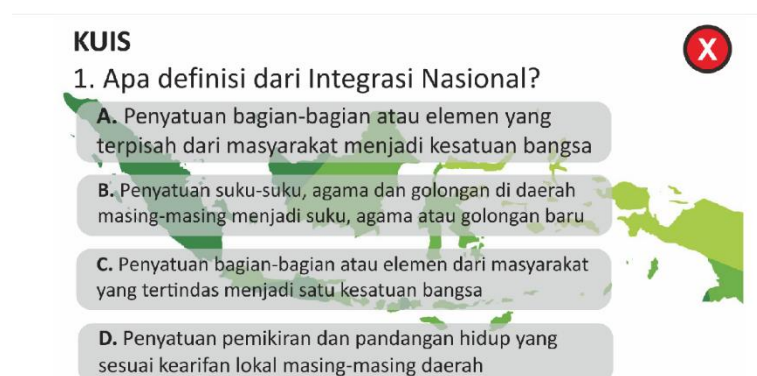 KUIS
X
1. Apa definisi dari Integrasi Nasional?
A. Penyatuan bagian-bagian atau elemen yang
terpisah dari masyarakat menjadi kesatuan bangsa
B. Penyatuan suku-suku, agama dan golongan di daerah
masing-masing menjadi suku, agama atau golongan baru
C. Penyatuan bagian-bagian atau elemen dari masyarakat
yang tertindas menjadi satu kesatuan bangsa
D. Penyatuan pemikiran dan pandangan hidup yang
sesuai kearifan lokal masing-masing daerah